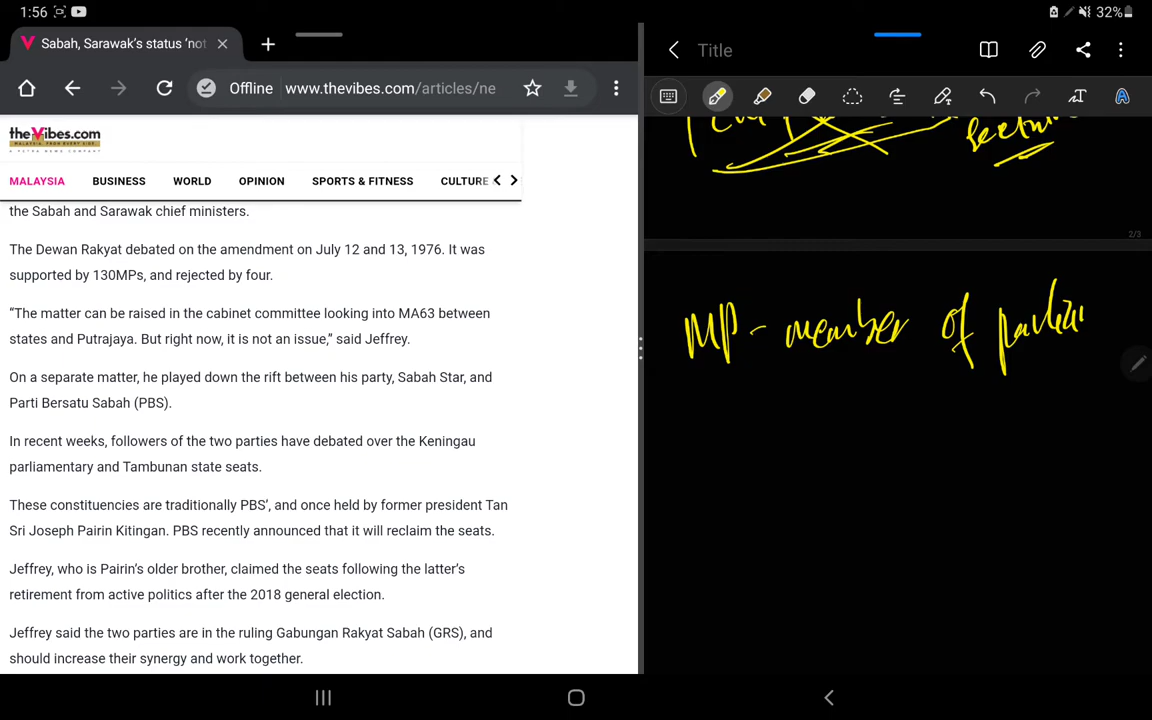 1:56
32%
Sabah, Sarawak's status 'not
Offline www.thevibes.com/articles/ne
Title
theVibes.com
MALAYSIA BUSINESS WORLD OPINION SPORTS & FITNESS CULTURE
the Sabah and Sarawak chief ministers.
The Dewan Rakyat debated on the amendment on July 12 and 13, 1976. It was
supported by 130MPs, and rejected by four.
“The matter can be raised in the cabinet committee looking into MA63 between
states and Putrajaya. But right now, it is not an issue,” said Jeffrey.
On a separate matter, he played down the rift between his party, Sabah Star, and
Parti Bersatu Sabah (PBS).
In recent weeks, followers of the two parties have debated over the Keningau
parliamentary and Tambunan state seats.
These constituencies are traditionally PBS’, and once held by former president Tan
Sri Joseph Pairin Kitingan. PBS recently announced that it will reclaim the seats.
Jeffrey, who is Pairin’s older brother, claimed the seats following the latter’s
retirement from active politics after the 2018 general election.
Jeffrey said the two parties are in the ruling Gabungan Rakyat Sabah (GRS), and
should increase their synergy and work together.
2/3
MP - member of parliam